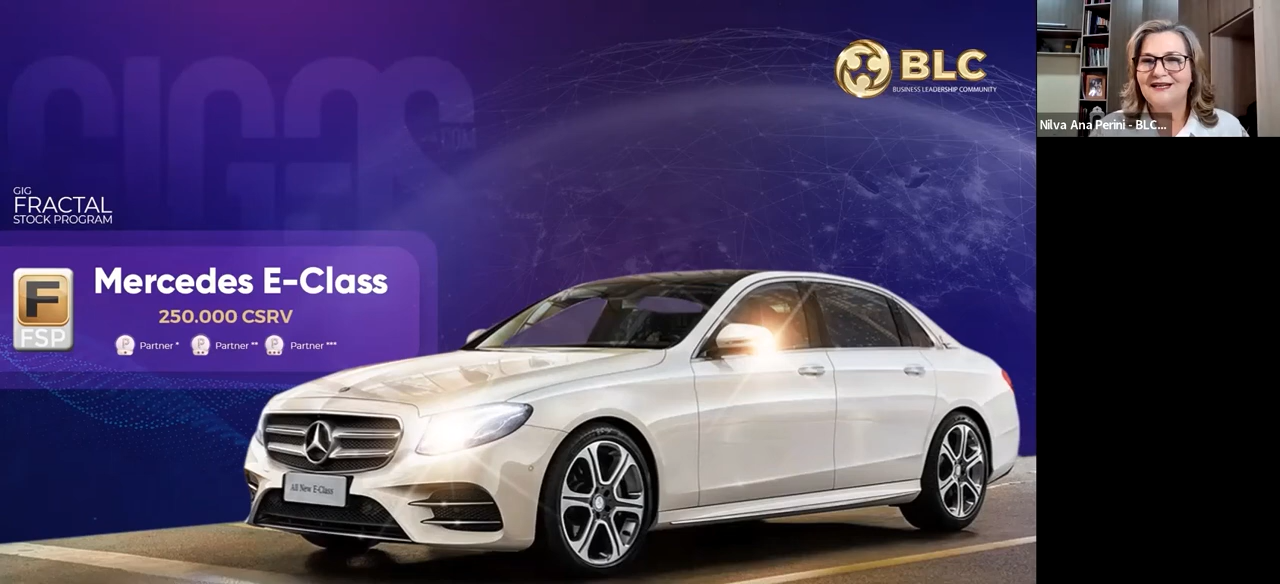 BLC
BUSINESS LEADERSHIP COMMUNITY
Nilva Ana Perini - BLC...
GIG
FRACTAL
STOCK PROGRAM
F
FSP
Mercedes E-Class
250.000 CSRV
Partner * Partner ** Partner ***
All New E-Class